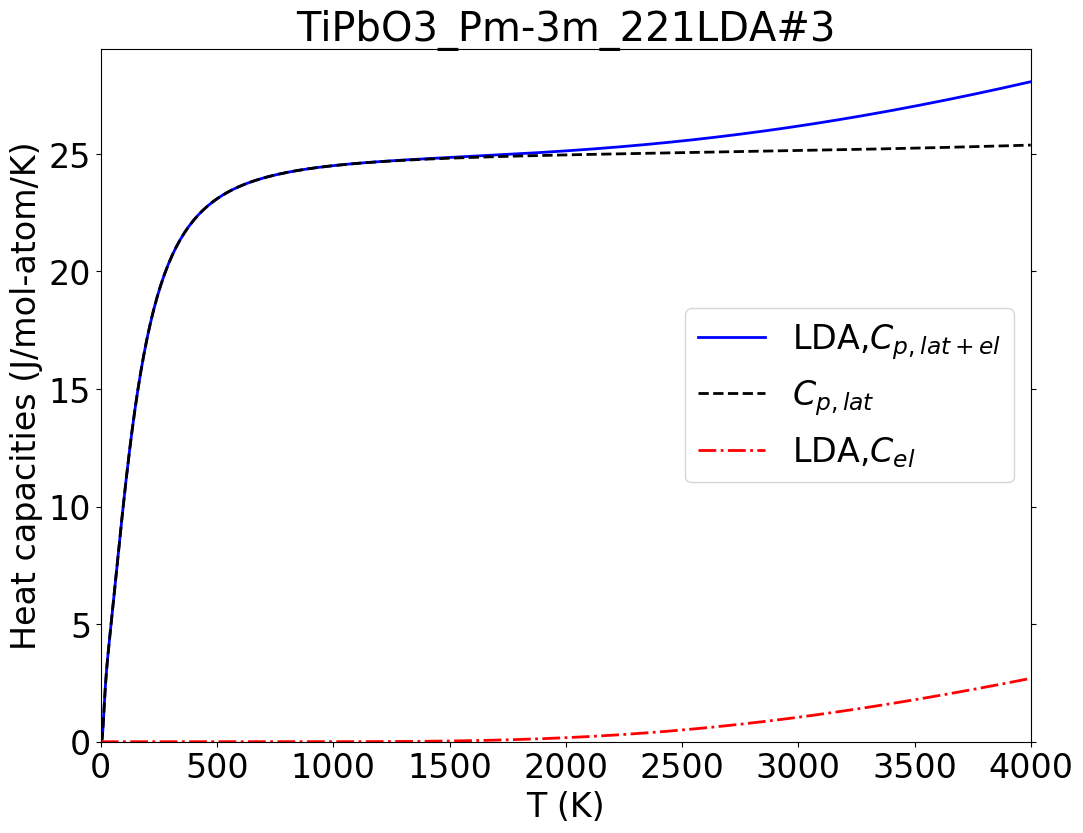 TiPbO3_Pm-3m_221LDA#3
Heat capacities (J/mol-atom/K)
25
20
15
10
5
0
LDA,C_{p,lat+el}
C_{p,lat}
LDA,C_{el}
0 500 1000 1500 2000 2500 3000 3500 4000
T (K)